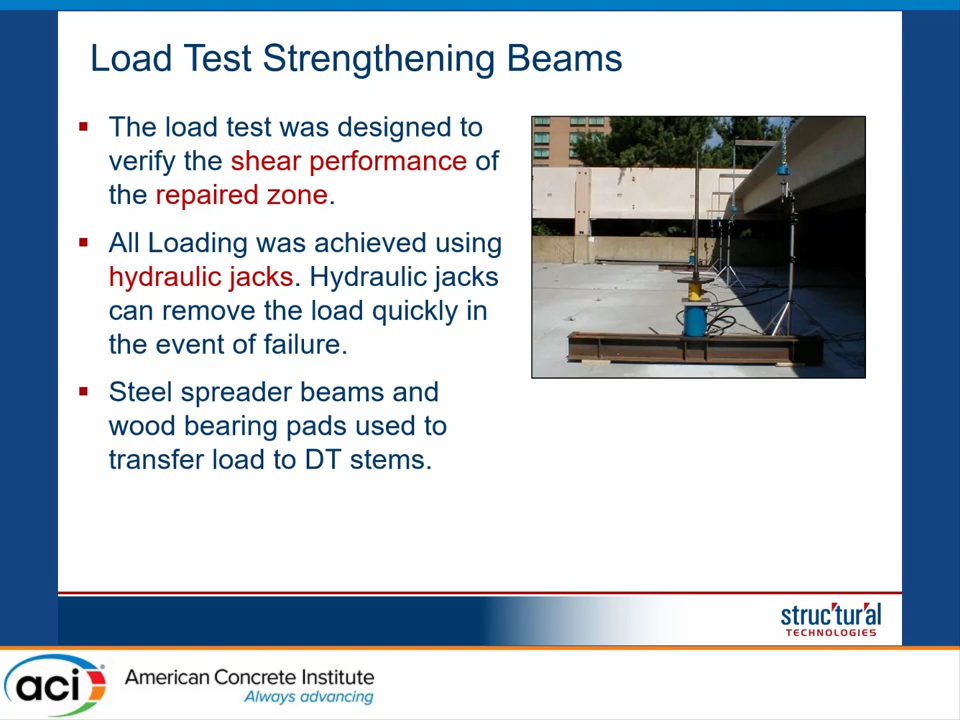 Load Test Strengthening Beams
The load test was designed to
verify the shear performance of
the repaired zone.
All Loading was achieved using
hydraulic jacks. Hydraulic jacks
can remove the load quickly in
the event of failure.
Steel spreader beams and
wood bearing pads used to
transfer load to DT stems.
structural
TECHNOLOGIES
aci
American Concrete Institute
Always advancing